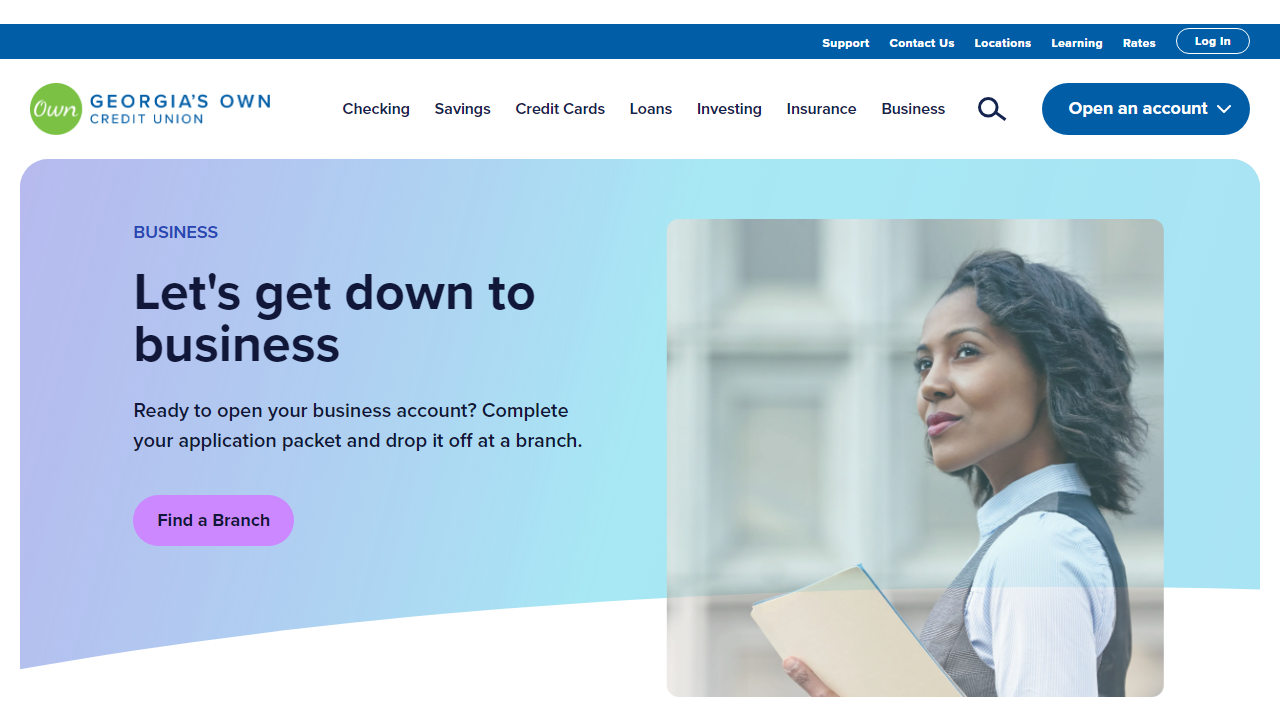 Support Contact Us Locations Learning Rates Log In
Own GEORGIA'S OWN
CREDIT UNION
Checking Savings Credit Cards Loans Investing Insurance Business Open an account
BUSINESS
Let's get down to
business
Ready to open your business account? Complete
your application packet and drop it off at a branch.
Find a Branch